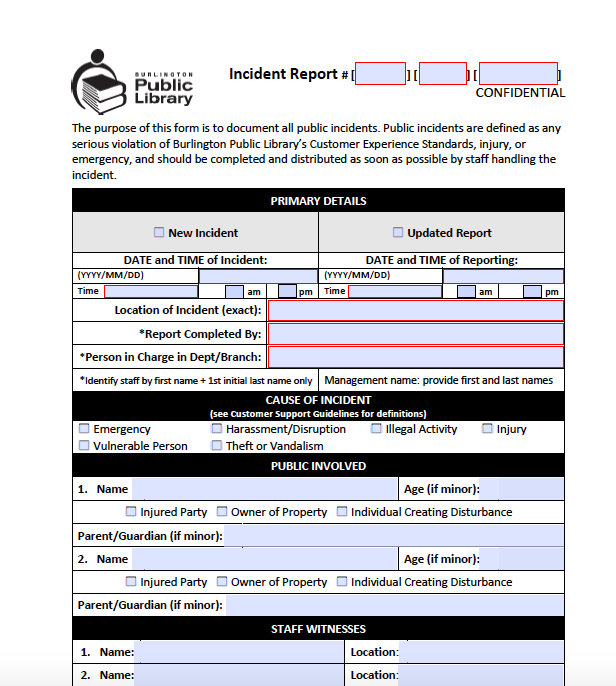 BURLINGTON
Public
Library
Incident Report # [ ] [ ] [ ]
CONFIDENTIAL
The purpose of this form is to document all public incidents. Public incidents are defined as any
serious violation of Burlington Public Library's Customer Experience Standards, injury, or
emergency, and should be completed and distributed as soon as possible by staff handling the
incident.
PRIMARY DETAILS
New Incident Updated Report
DATE and TIME of Incident: DATE and TIME of Reporting:
(YYYY/MM/DD) (YYYY/MM/DD)
Time am pm Time am pm
Location of Incident (exact):
*Report Completed By:
*Person in Charge in Dept/Branch:
*Identify staff by first name + 1st initial last name only Management name: provide first and last names
CAUSE OF INCIDENT
(see Customer Support Guidelines for definitions)
Emergency Harassment/Disruption Illegal Activity Injury
Vulnerable Person Theft or Vandalism
PUBLIC INVOLVED
1. Name Age (if minor):
Injured Party Owner of Property Individual Creating Disturbance
Parent/Guardian (if minor):
2. Name Age (if minor):
Injured Party Owner of Property Individual Creating Disturbance
Parent/Guardian (if minor):
STAFF WITNESSES
1. Name: Location:
2. Name: Location: